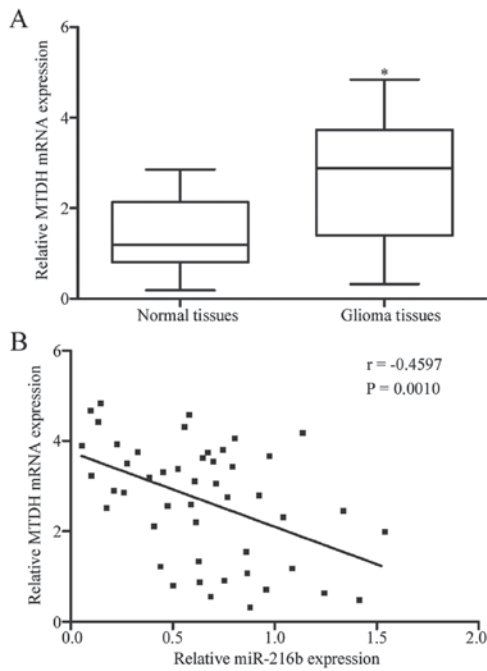 A
Relative MTDH mRNA expression
6
4
2
0
*
Normal tissues
Glioma tissues
B
Relative MTDH mRNA expression
6
4
2
0
r = -0.4597
P = 0.0010
0.0
0.5
1.0
1.5
2.0
Relative miR-216b expression